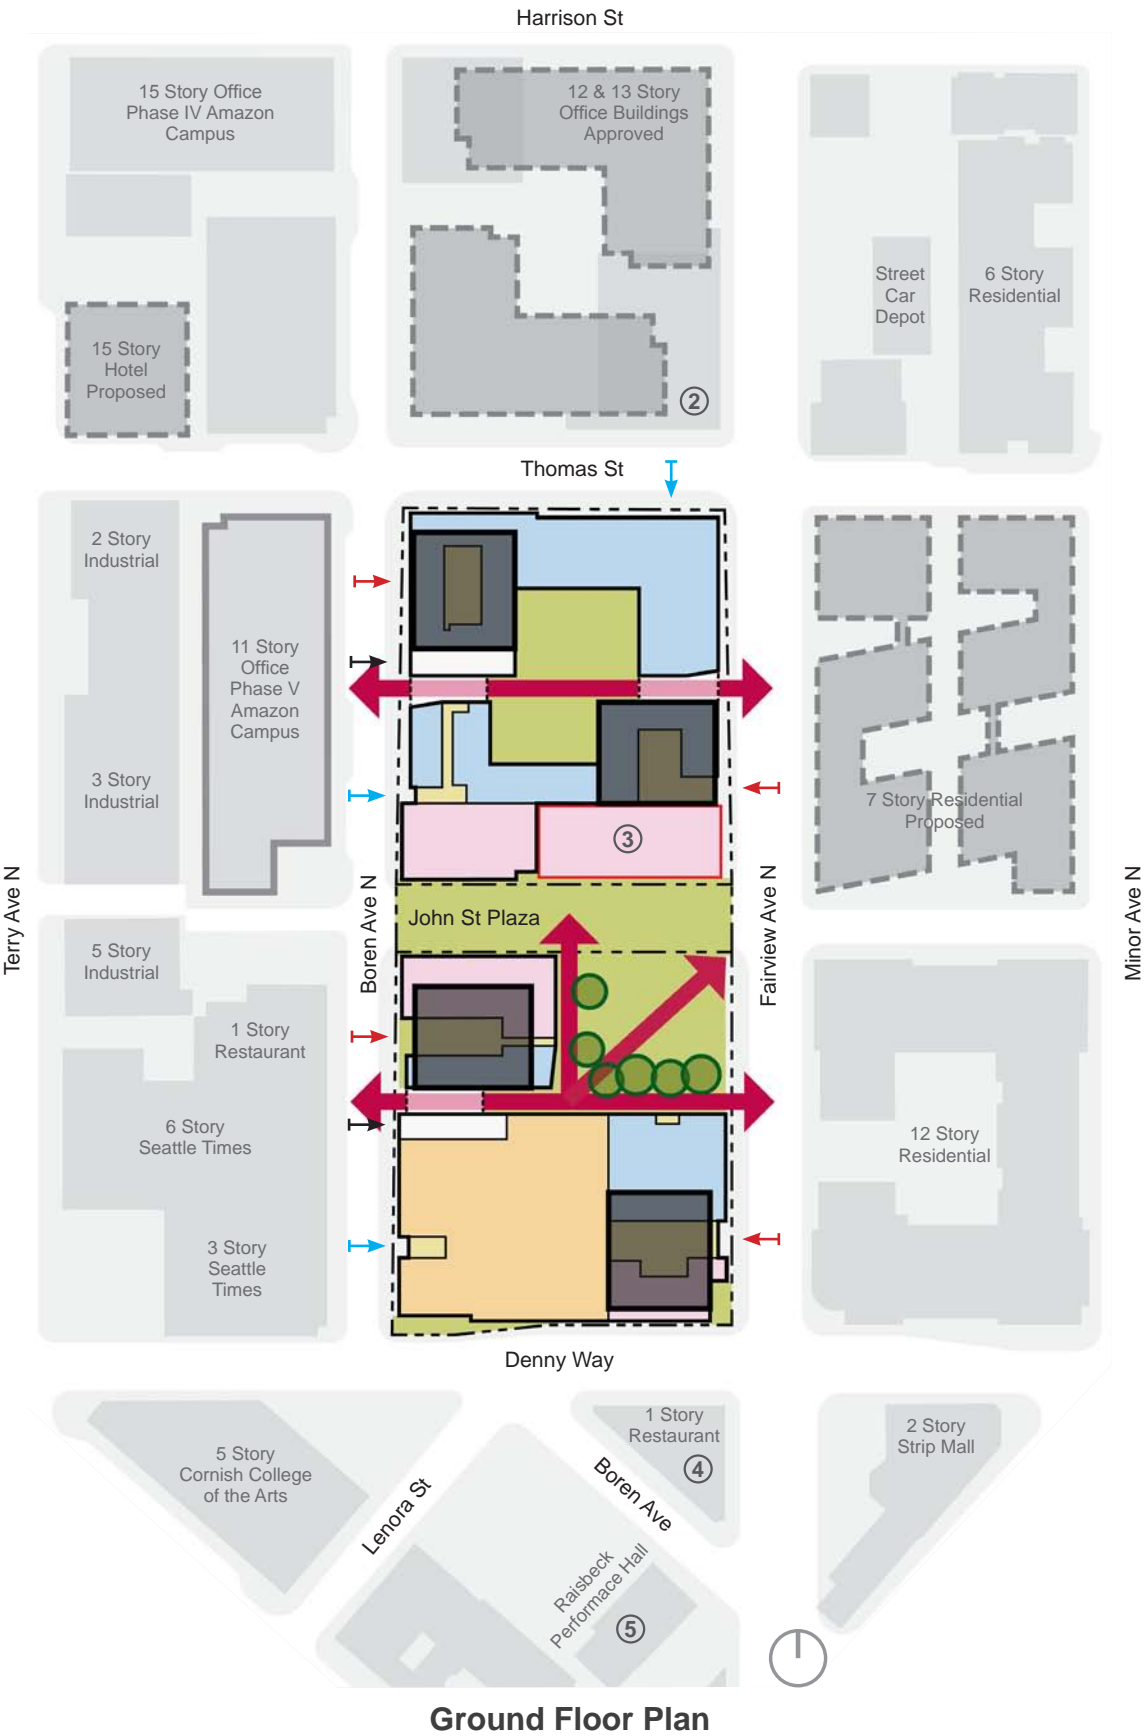 Harrison St
15 Story Office
Phase IV Amazon
Campus
12 & 13 Story
Office Buildings
Approved
15 Story
Hotel
Proposed
Street
Car
Depot
6 Story
Residential
2
Thomas St
2 Story
Industrial
11 Story
Office
Phase V
Amazon
Campus
3 Story
Industrial
7 Story Residential
Proposed
3
Terry Ave N
Boren Ave N
John St Plaza
Fairview Ave N
Minor Ave N
5 Story
Industrial
1 Story
Restaurant
6 Story
Seattle Times
12 Story
Residential
3 Story
Seattle
Times
Denny Way
5 Story
Cornish College
of the Arts
Lenora St
1 Story
Restaurant
4
Boren Ave
2 Story
Strip Mall
Raisbeck
Performace Hall
5
Ground Floor Plan